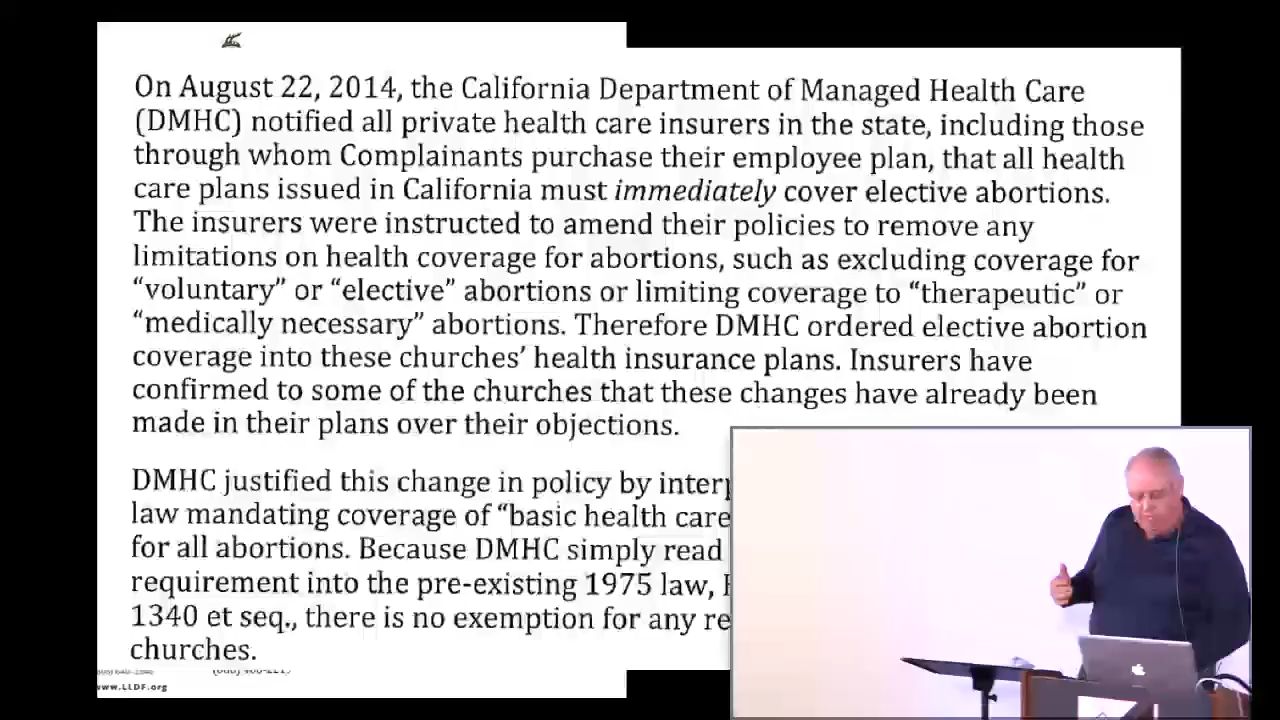 On August 22, 2014, the California Department of Managed Health Care
(DMHC) notified all private health care insurers in the state, including those
through whom Complainants purchase their employee plan, that all health
care plans issued in California must immediately cover elective abortions.
The insurers were instructed to amend their policies to remove any
limitations on health coverage for abortions, such as excluding coverage for
“voluntary” or “elective” abortions or limiting coverage to “therapeutic” or
“medically necessary” abortions. Therefore DMHC ordered elective abortion
coverage into these churches’ health insurance plans. Insurers have
confirmed to some of the churches that these changes have already been
made in their plans over their objections.
DMHC justified this change in policy by
law mandating coverage of “basic health care
for all abortions. Because DMHC simply read
requirement into the pre-existing 1975 law,
1340 et seq., there is no exemption for any
churches.
www.LLDF.org